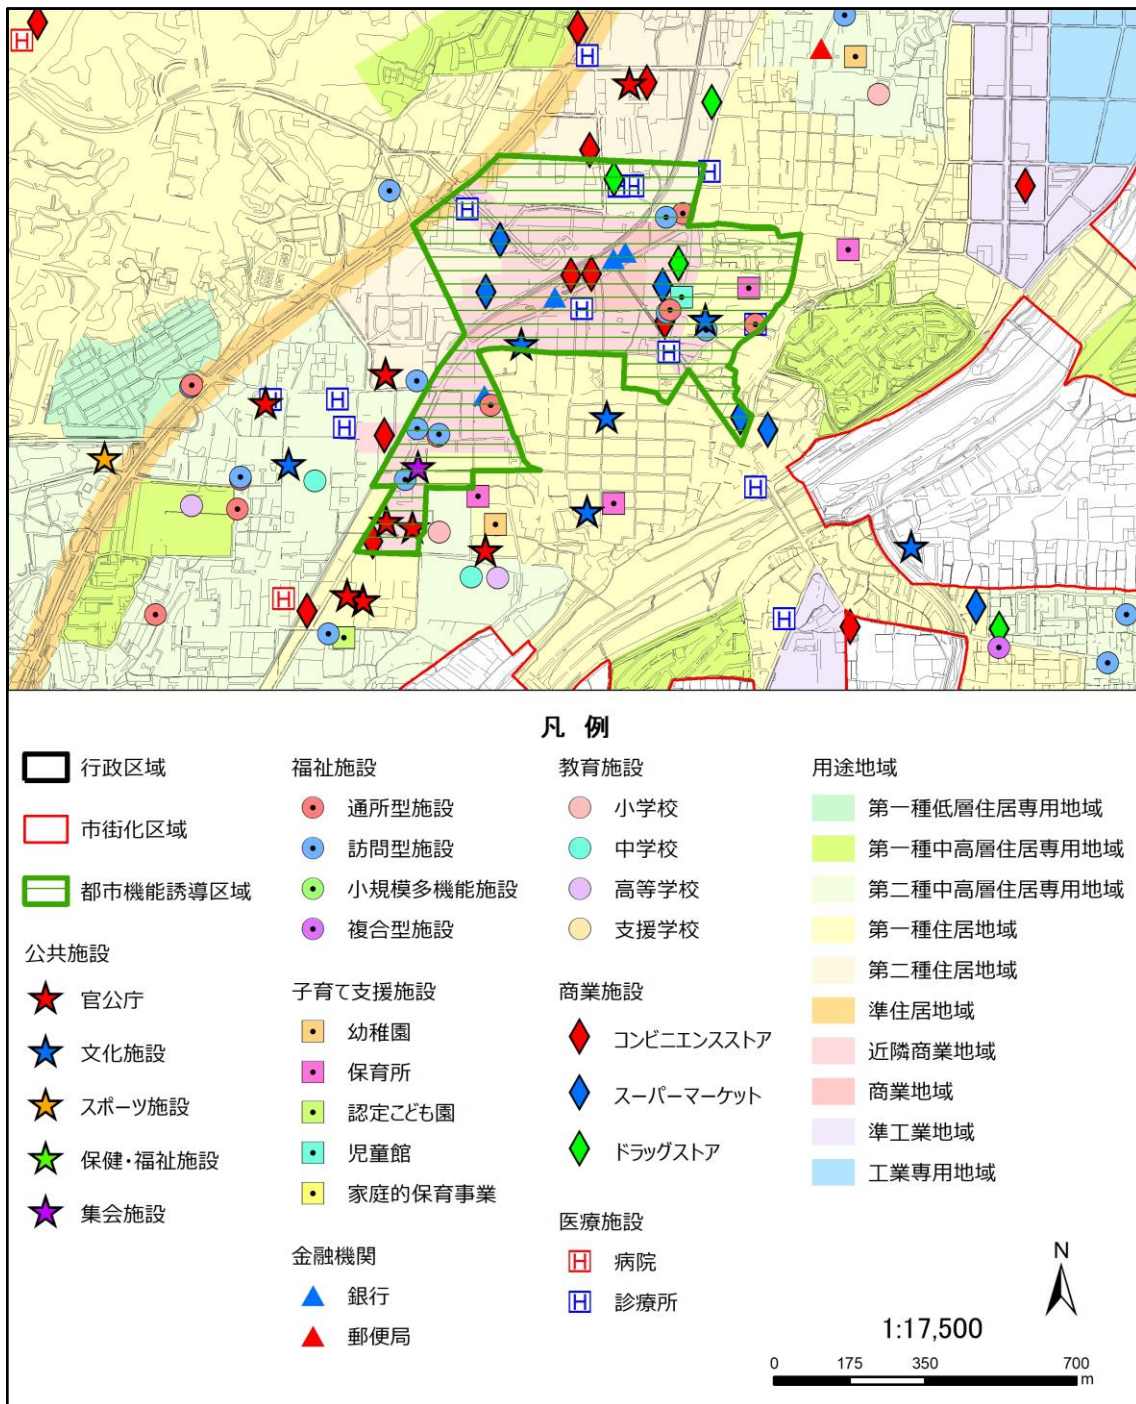 凡 例
行政区域
市街化区域
都市機能誘導区域
公共施設
官公庁
文化施設
スポーツ施設
保健・福祉施設
集会施設
福祉施設
通所型施設
訪問型施設
小規模多機能施設
複合型施設
子育て支援施設
幼稚園
保育所
認定こども園
児童館
家庭的保育事業
金融機関
銀行
郵便局
教育施設
小学校
中学校
高等学校
支援学校
商業施設
コンビニエンスストア
スーパーマーケット
ドラッグストア
医療施設
病院
診療所
用途地域
第一種低層住居専用地域
第一種中高層住居専用地域
第二種中高層住居専用地域
第一種住居地域
第二種住居地域
準住居地域
近隣商業地域
商業地域
準工業地域
工業専用地域
N
1:17,500
0 175 350 700
m